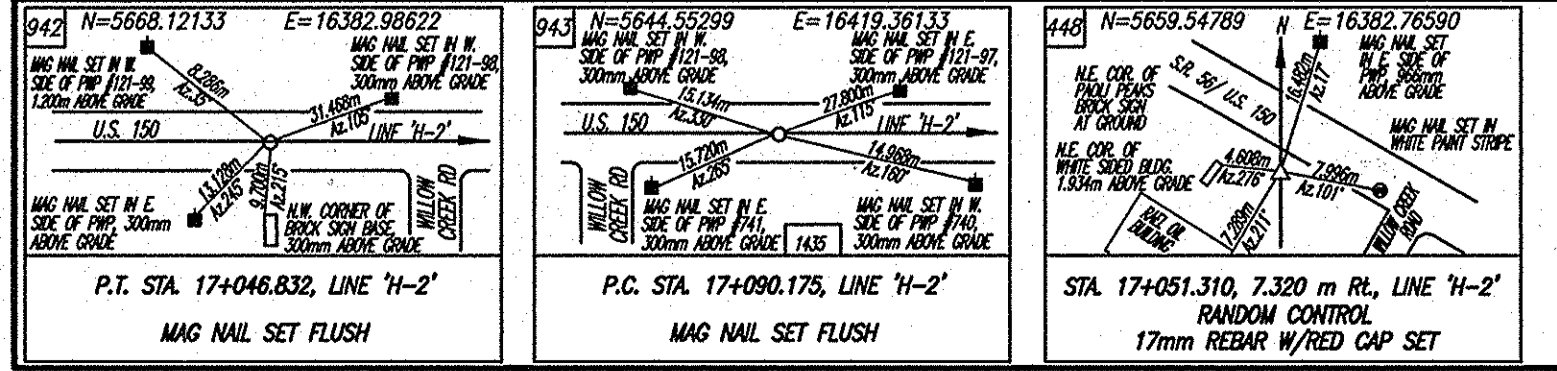 942 N=5668.12133 E=16382.98622
MAG NAIL SET IN W.
SIDE OF PWP #121-99,
1.200m ABOVE GRADE
MAG NAIL SET IN W.
SIDE OF PWP #121-98,
300mm ABOVE GRADE
8.286m
Az.35°
31.468m
Az.105°
U.S. 150
LINE 'H-2'
13.128m
Az.245°
9.700m
Az.215°
MAG NAIL SET IN E.
SIDE OF PWP, 300mm
ABOVE GRADE
N.W. CORNER OF
BRICK SIGN BASE,
300mm ABOVE GRADE
WILLOW
CREEK RD
P.T. STA. 17+046.832, LINE 'H-2'
MAG NAIL SET FLUSH
943 N=5644.55299 E=16419.36133
MAG NAIL SET IN W.
SIDE OF PWP #121-98,
300mm ABOVE GRADE
MAG NAIL SET IN E.
SIDE OF PWP #121-97,
300mm ABOVE GRADE
15.134m
Az.330°
27.800m
Az.115°
U.S. 150
LINE 'H-2'
15.720m
Az.265°
14.968m
Az.160°
WILLOW
CREEK RD
MAG NAIL SET IN E.
SIDE OF PWP #741,
300mm ABOVE GRADE
1435
MAG NAIL SET IN W.
SIDE OF PWP #740,
300mm ABOVE GRADE
P.C. STA. 17+090.175, LINE 'H-2'
MAG NAIL SET FLUSH
448 N=5659.54789 E=16382.76590
N
S.R. 56/ U.S. 150
16.482m
Az.17°
MAG NAIL SET
IN E. SIDE OF
PWP, 966mm
ABOVE GRADE
N.E. COR. OF
PAOLI PEAKS
BRICK SIGN
AT GROUND
MAG NAIL SET IN
WHITE PAINT STRIPE
N.E. COR. OF
WHITE SIDED BLDG.
1.934m ABOVE GRADE
4.608m
Az.276°
7.996m
Az.101°
7.289m
Az.211°
BUILDING
WILLOW CREEK
ROAD
STA. 17+051.310, 7.320 m Rt., LINE 'H-2'
RANDOM CONTROL
17mm REBAR W/RED CAP SET